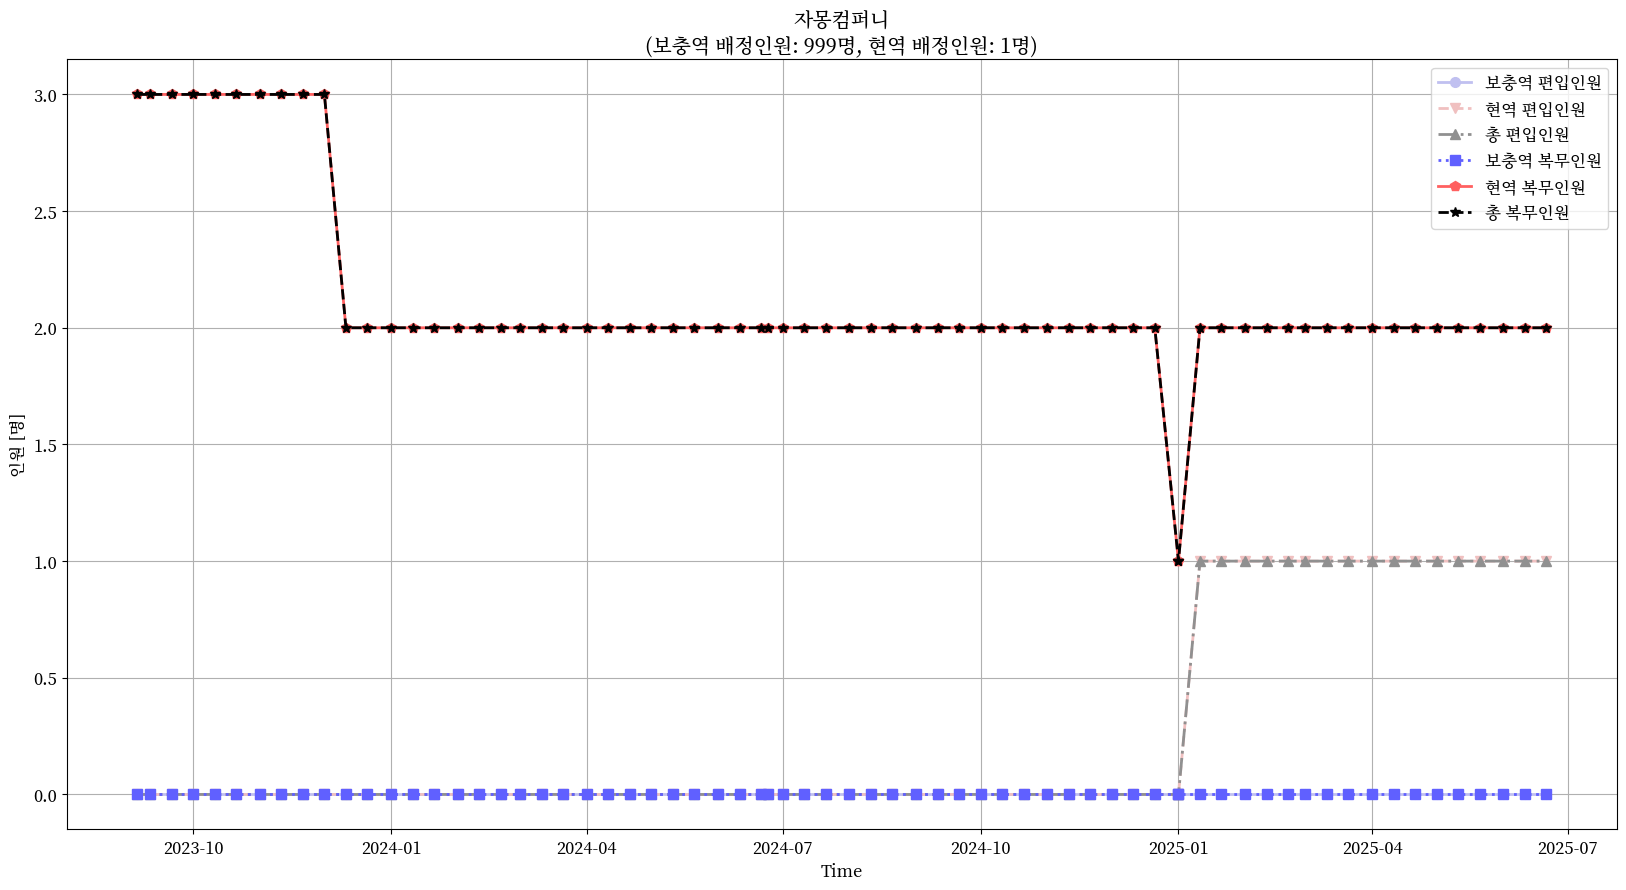 자몽컴퍼니
(보충역 배정인원: 999명, 현역 배정인원: 1명)
보충역 편입인원
현역 편입인원
총 편입인원
보충역 복무인원
현역 복무인원
총 복무인원
인원 [명]
3.0
2.5
2.0
1.5
1.0
0.5
0.0
2023-10
2024-01
2024-04
2024-07
2024-10
2025-01
2025-04
2025-07
Time